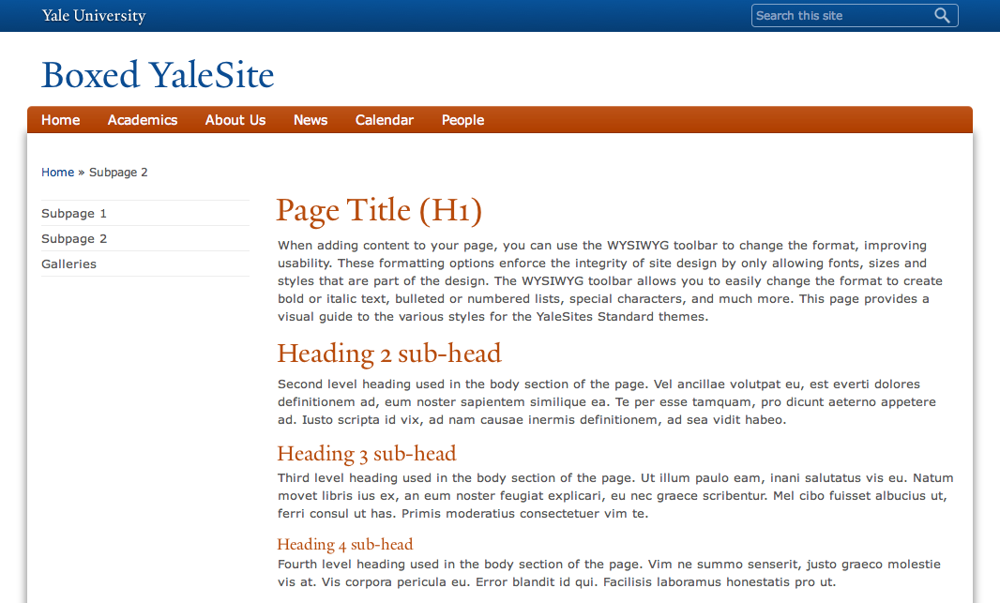 Yale University
Search this site
Boxed YaleSite
Home Academics About Us News Calendar People
Home » Subpage 2
Subpage 1
Subpage 2
Galleries
Page Title (H1)
When adding content to your page, you can use the WYSIWYG toolbar to change the format, improving
usability. These formatting options enforce the integrity of site design by only allowing fonts, sizes and
styles that are part of the design. The WYSIWYG toolbar allows you to easily change the format to create
bold or italic text, bulleted or numbered lists, special characters, and much more. This page provides a
visual guide to the various styles for the YaleSites Standard themes.
Heading 2 sub-head
Second level heading used in the body section of the page. Vel ancillae volutpat eu, est everti dolores
definitionem ad, eum noster sapientem similique ea. Te per esse tamquam, pro dicunt aeterno appetere
ad. Iusto scripta id vix, ad nam causae inermis definitionem, ad sea vidit habeo.
Heading 3 sub-head
Third level heading used in the body section of the page. Ut illum paulo eam, inani salutatus vis eu. Natum
movet libris ius ex, an eum noster feugiat explicari, eu nec graece scribentur. Mel cibo fuisset albucius ut,
ferri consul ut has. Primis moderatius consectetuer vim te.
Heading 4 sub-head
Fourth level heading used in the body section of the page. Vim ne summo senserit, justo graeco molestie
vis at. Vis corpora pericula eu. Error blandit id qui. Facilisis laboramus honestatis pro ut.